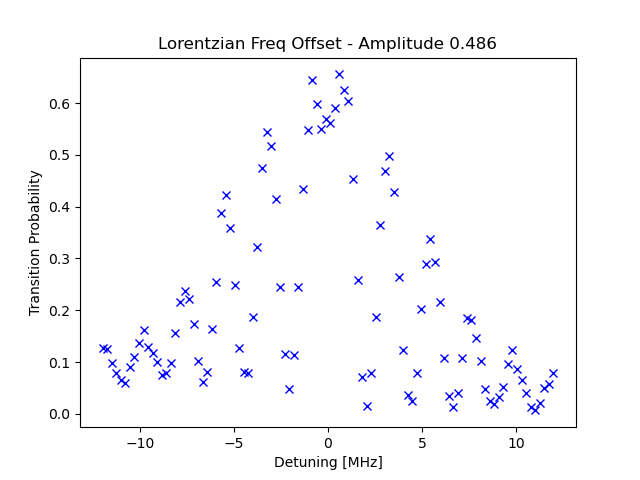 Lorentzian Freq Offset - Amplitude 0.486
Transition Probability
0.6
0.5
0.4
0.3
0.2
0.1
0.0
−10 −5 0 5 10
Detuning [MHz]